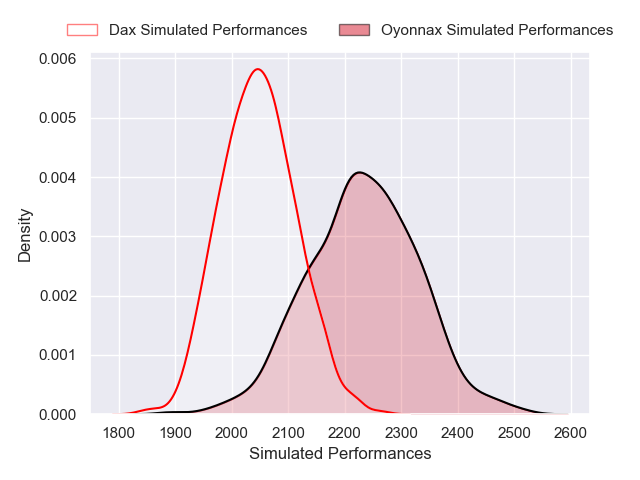 Dax Simulated Performances
Oyonnax Simulated Performances
0.006
0.005
0.004
0.003
0.002
0.001
0.000
Density
1800 1900 2000 2100 2200 2300 2400 2500 2600
Simulated Performances